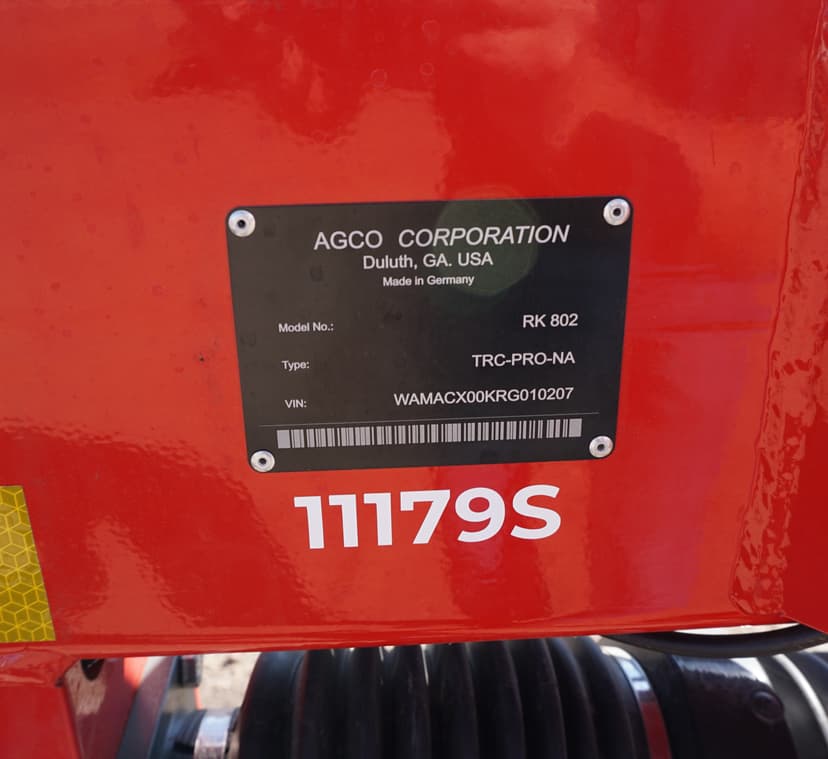 AGCO CORPORATION
Duluth, GA. USA
Made in Germany
Model No.: RK 802
Type: TRC-PRO-NA
VIN: WAMACX00KRG010207
11179S